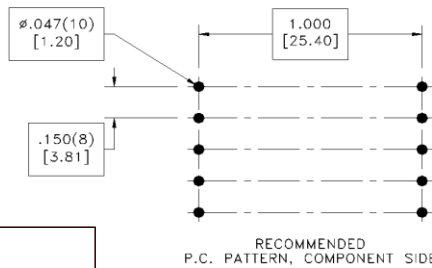 ø.047(10)
[1.20]
1.000
[25.40]
.150(8)
[3.81]
RECOMMENDED
P.C. PATTERN, COMPONENT SIDE